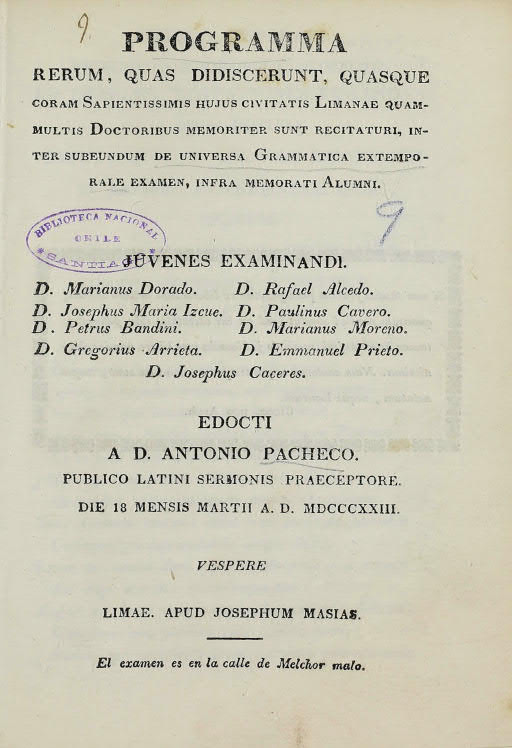 9.
PROGRAMMA
RERUM, QUAS DIDISCERUNT, QUASQUE
CORAM SAPIENTISSIMIS HUJUS CIVITATIS LIMANAE QUAM-
MULTIS DOCTORIBUS MEMORITER SUNT RECITATURI, IN-
TER SUBEUNDUM DE UNIVERSA GRAMMATICA EXTEMPO-
RALE EXAMEN, INFRA MEMORATI ALUMNI.
9
BIBLIOTECA NACIONAL
CHILE
* SANTIAGO *
JUVENES EXAMINANDI.
D. Marianus Dorado. D. Rafael Alcedo.
D. Josephus Maria Izcue. D. Paulinus Cavero.
D. Petrus Bandini. D. Marianus Moreno.
D. Gregorius Arrieta. D. Emmanuel Prieto.
D. Josephus Caceres.
EDOCTI
A D. ANTONIO PACHECO.
PUBLICO LATINI SERMONIS PRAECEPTORE.
DIE 18 MENSIS MARTII A. D. MDCCCXXIII.
VESPERE
LIMAE. APUD JOSEPHUM MASIAS.
El examen es en la calle de Melchor malo.